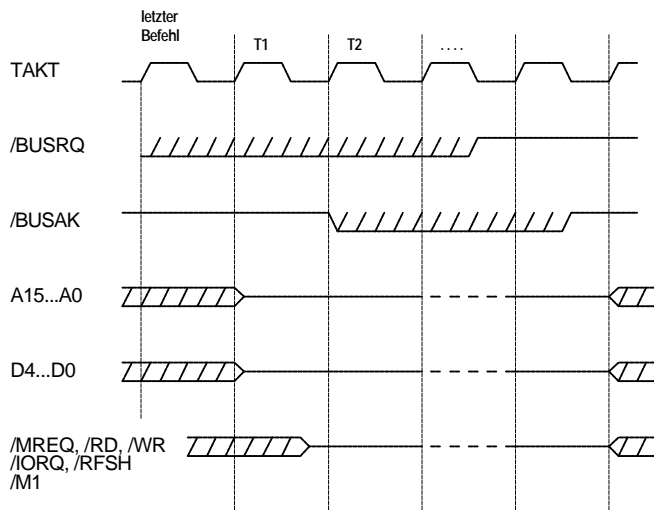 letzter
Befehl
T1
T2
....
TAKT
/BUSRQ
/BUSAK
A15...A0
D4...D0
/MREQ, /RD, /WR
/IORQ, /RFSH
/M1